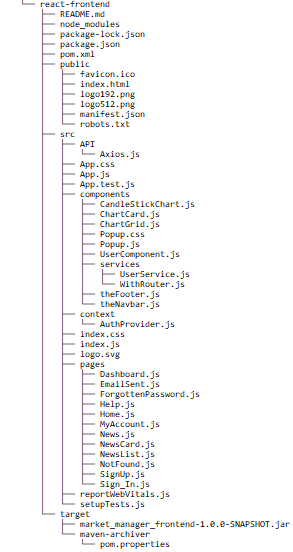 react-frontend
README.md
node_modules
package-lock.json
package.json
pom.xml
public
favicon.ico
index.html
logo192.png
logo512.png
manifest.json
robots.txt
src
API
Axios.js
App.css
App.js
App.test.js
components
CandleStickChart.js
ChartCard.js
ChartGrid.js
Popup.css
Popup.js
UserComponent.js
services
UserService.js
WithRouter.js
theFooter.js
theNavbar.js
context
AuthProvider.js
index.css
index.js
logo.svg
pages
Dashboard.js
EmailSent.js
ForgottenPassword.js
Help.js
Home.js
MyAccount.js
News.js
NewsCard.js
NewsList.js
NotFound.js
SignUp.js
Sign_In.js
reportWebVitals.js
setupTests.js
target
market_manager_frontend-1.0.0-SNAPSHOT.jar
maven-archiver
pom.properties